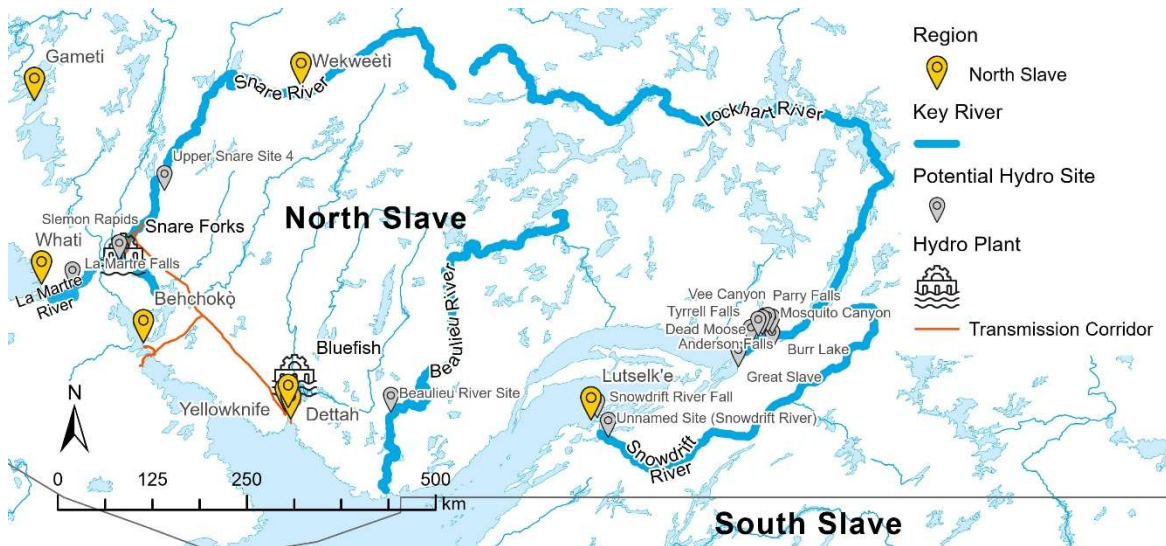 Gameti
Wekweètì
Snare River
Lockhart River
Upper Snare Site 4
North Slave
Slemon Rapids
Snare Forks
Whati
La Martre Falls
La Martre
River
Behchokǫ̀
Beaulieu River
Bluefish
Yellowknife
Dettah
Beaulieu River Site
Vee Canyon
Parry Falls
Tyrrell Falls
Mosquito Canyon
Dead Moose
Anderson Falls
Burr Lake
Great Slave
Lutselk'e
Snowdrift River Fall
Unnamed Site (Snowdrift River)
Snowdrift
River
N
0 125 250 500
km
South Slave
Region
North Slave
Key River
Potential Hydro Site
Hydro Plant
Transmission Corridor